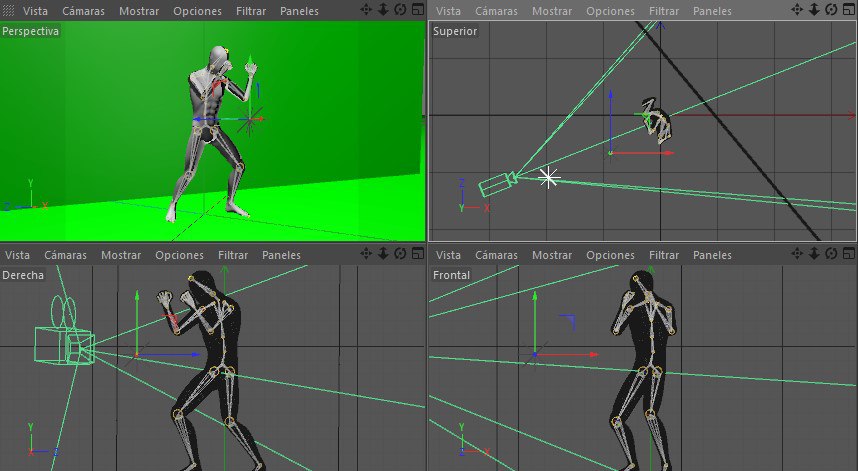 Vista Cámaras Mostrar Opciones Filtrar Paneles
Perspectiva
Y
Z X
Vista Cámaras Mostrar Opciones Filtrar Paneles
Superior
Z
Y X
Vista Cámaras Mostrar Opciones Filtrar Paneles
Derecha
Y
Vista Cámaras Mostrar Opciones Filtrar Paneles
Frontal
Y
X